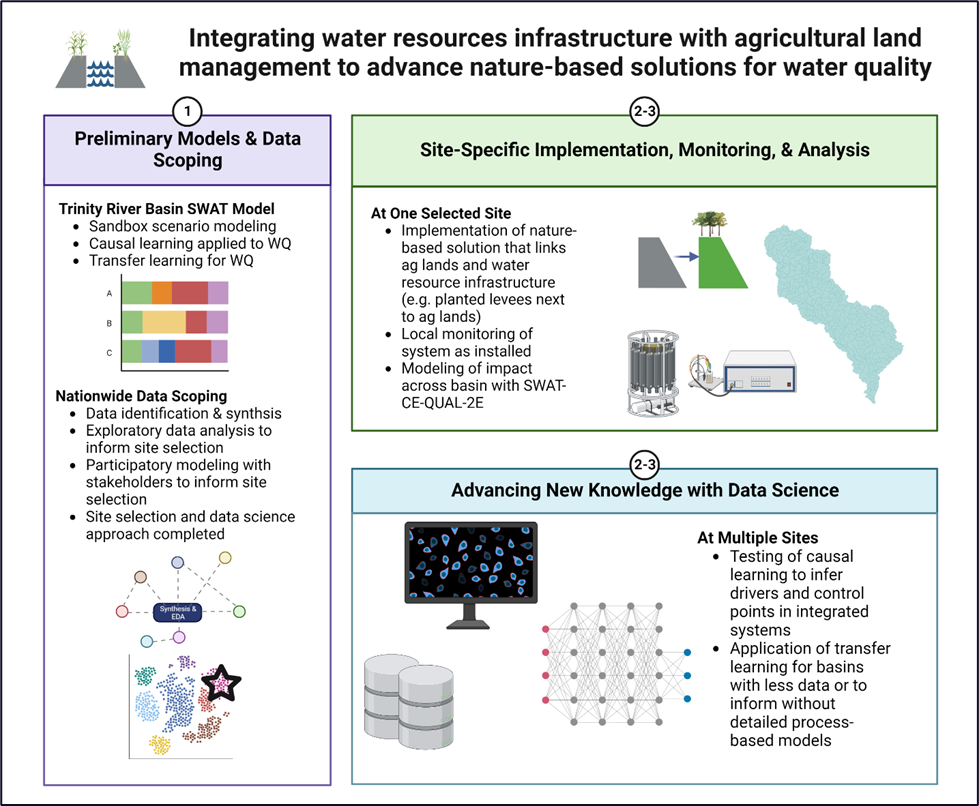 Integrating water resources infrastructure with agricultural land
management to advance nature-based solutions for water quality
1
Preliminary Models & Data
Scoping
Trinity River Basin SWAT Model
• Sandbox scenario modeling
• Causal learning applied to WQ
• Transfer learning for WQ
A
B
C
Nationwide Data Scoping
• Data identification & synthsis
• Exploratory data analysis to
inform site selection
• Participatory modeling with
stakeholders to inform site
selection
• Site selection and data science
approach completed
Synthesis &
EDA
2-3
Site-Specific Implementation, Monitoring, & Analysis
At One Selected Site
• Implementation of nature-
based solution that links
ag lands and water
resource infrastructure
(e.g. planted levees next
to ag lands)
• Local monitoring of
system as installed
• Modeling of impact
across basin with SWAT-
CE-QUAL-2E
2-3
Advancing New Knowledge with Data Science
At Multiple Sites
• Testing of causal
learning to infer
drivers and control
points in integrated
systems
• Application of transfer
learning for basins
with less data or to
inform without
detailed process-
based models